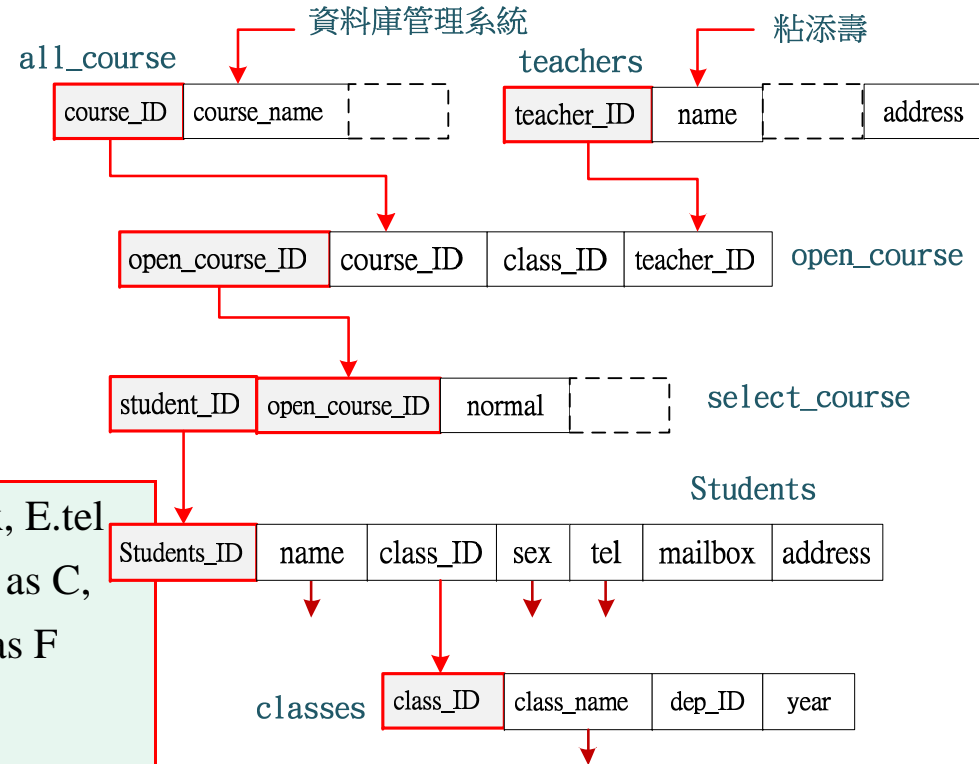 資料庫管理系統
粘添壽
all_course
teachers
course_ID course_name
teacher_ID name address
open_course_ID course_ID class_ID teacher_ID
open_course
student_ID open_course_ID normal
select_course
Students
, E.tel
Students_ID name class_ID sex tel mailbox address
as C,
as F
classes
class_ID class_name dep_ID year